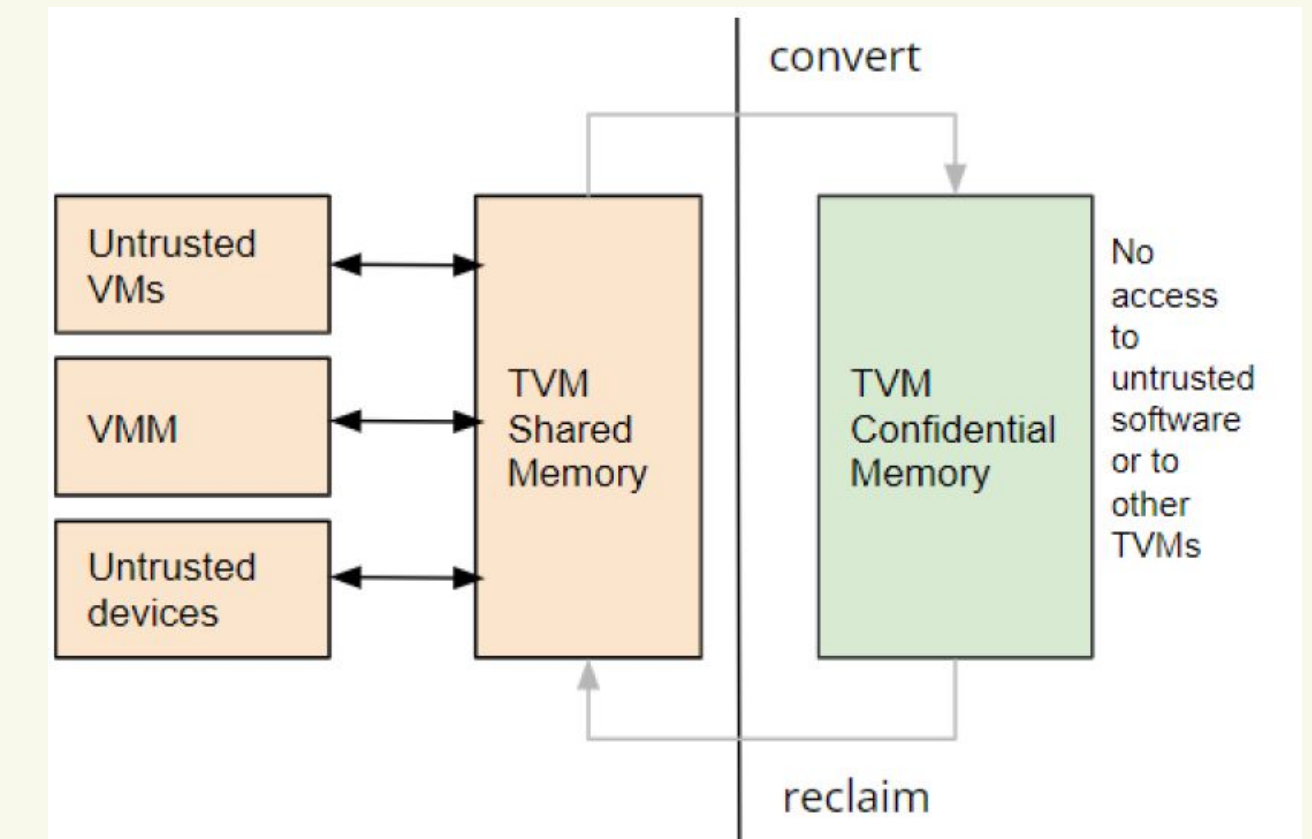 convert
Untrusted
VMs
VMM
Untrusted
devices
TVM
Shared
Memory
TVM
Confidential
Memory
No
access
to
untrusted
software
or to
other
TVMs
reclaim